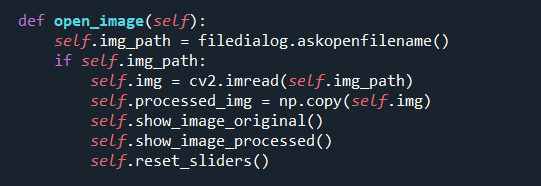 def open_image(self):
    self.img_path = filedialog.askopenfilename()
    if self.img_path:
        self.img = cv2.imread(self.img_path)
        self.processed_img = np.copy(self.img)
        self.show_image_original()
        self.show_image_processed()
        self.reset_sliders()